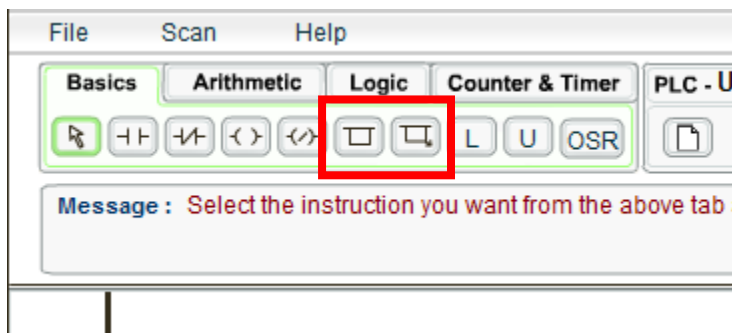 File Scan Help
Basics Arithmetic Logic Counter & Timer PLC - U
L U OSR
Message : Select the instruction you want from the above tab